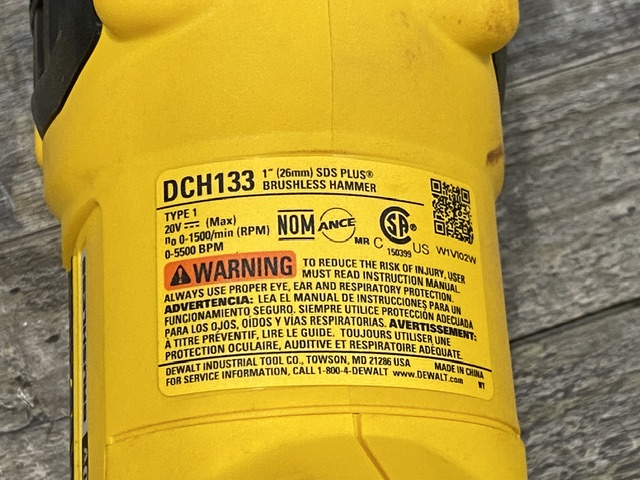 DCH133 1" (26mm) SDS PLUS®
BRUSHLESS HAMMER
TYPE 1
20V ⎓ (Max)
n0 0-1500/min (RPM)
0-5500 BPM
NOM ANCE MR
C SA® C US
150399
W1VI02W
WARNING TO REDUCE THE RISK OF INJURY, USER
MUST READ INSTRUCTION MANUAL.
ALWAYS USE PROPER EYE, EAR AND RESPIRATORY PROTECTION.
ADVERTENCIA: LEA EL MANUAL DE INSTRUCCIONES PARA UN
FUNCIONAMIENTO SEGURO. SIEMPRE UTILICE PROTECCIÓN ADECUADA
PARA LOS OJOS, OÍDOS Y VÍAS RESPIRATORIAS. AVERTISSEMENT:
À TITRE PRÉVENTIF, LIRE LE GUIDE. TOUJOURS UTILISER UNE
PROTECTION OCULAIRE, AUDITIVE ET RESPIRATOIRE ADÉQUATE.
DEWALT INDUSTRIAL TOOL CO., TOWSON, MD 21286 USA MADE IN CHINA
FOR SERVICE INFORMATION, CALL 1-800-4-DEWALT www.DEWALT.com